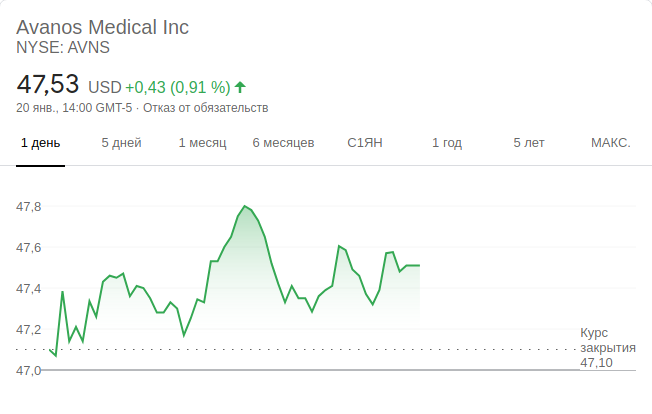 Avanos Medical Inc
NYSE: AVNS
47,53 USD +0,43 (0,91 %)
20 янв., 14:00 GMT-5 · Отказ от обязательств
1 день 5 дней 1 месяц 6 месяцев С1ЯН 1 год 5 лет МАКС.
47,8
47,6
47,4
47,2
47,0
Курс
закрытия
47,10